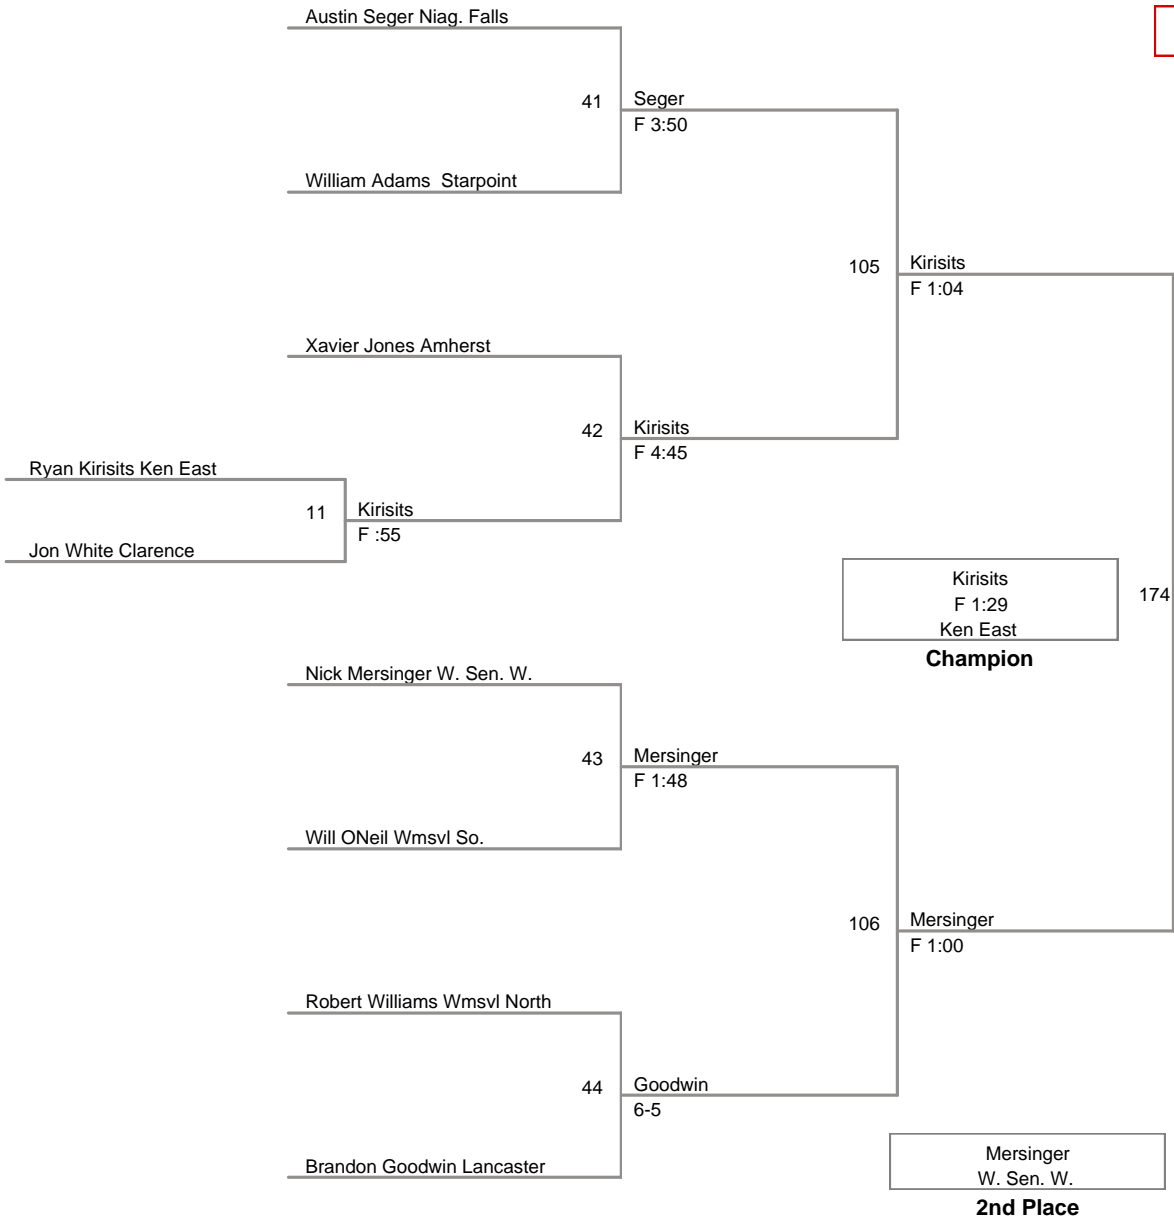 Austin Seger Niag. Falls
41
Seger
F 3:50
William Adams  Starpoint
105
Kirisits
F 1:04
Xavier Jones Amherst
42
Kirisits
F 4:45
Ryan Kirisits Ken East
11
Kirisits
F :55
Jon White Clarence
Kirisits
F 1:29
Ken East
Champion
174
Nick Mersinger W. Sen. W.
43
Mersinger
F 1:48
Will ONeil Wmsvl So.
106
Mersinger
F 1:00
Robert Williams Wmsvl North
44
Goodwin
6-5
Brandon Goodwin Lancaster
Mersinger
W. Sen. W.
2nd Place